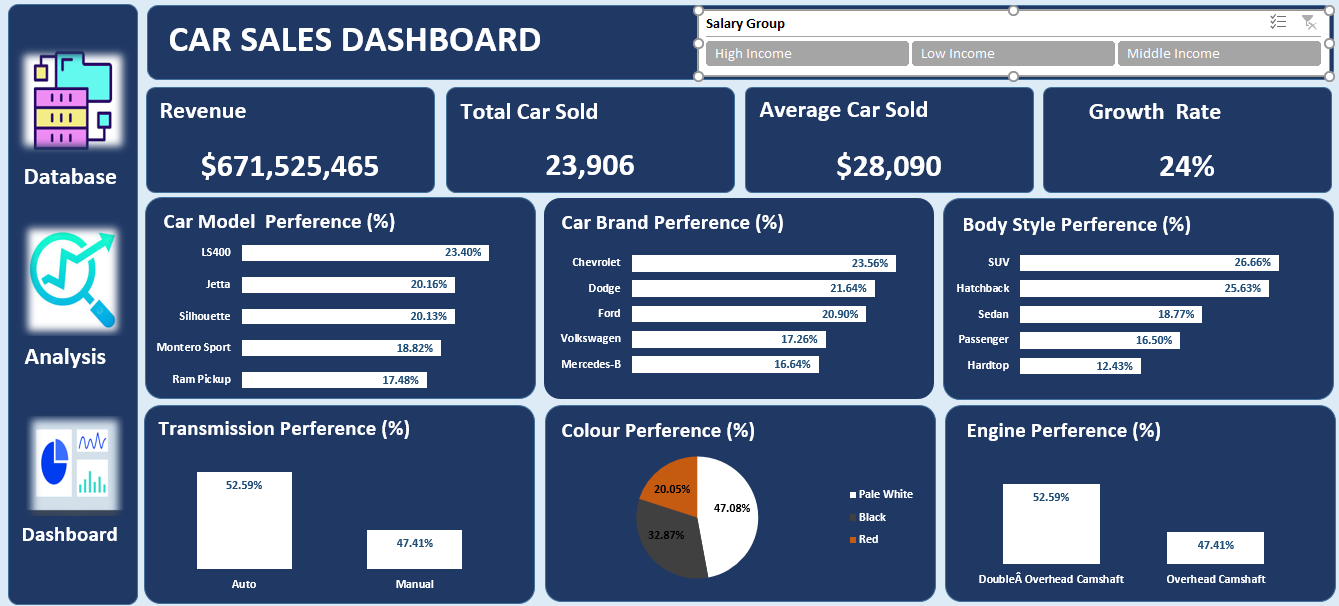 CAR SALES DASHBOARD
Salary Group
High Income
Low Income
Middle Income
Database
Analysis
Dashboard
Revenue
$671,525,465
Total Car Sold
23,906
Average Car Sold
$28,090
Growth  Rate
24%
Car Model  Perference (%)
LS400 23.40%
Jetta 20.16%
Silhouette 20.13%
Montero Sport 18.82%
Ram Pickup 17.48%
Car Brand Perference (%)
Chevrolet 23.56%
Dodge 21.64%
Ford 20.90%
Volkswagen 17.26%
Mercedes-B 16.64%
Body Style Perference (%)
SUV 26.66%
Hatchback 25.63%
Sedan 18.77%
Passenger 16.50%
Hardtop 12.43%
Transmission Perference (%)
52.59%
47.41%
Auto
Manual
Colour Perference (%)
20.05%
47.08%
32.87%
Pale White
Black
Red
Engine Perference (%)
52.59%
47.41%
DoubleÂ Overhead Camshaft
Overhead Camshaft